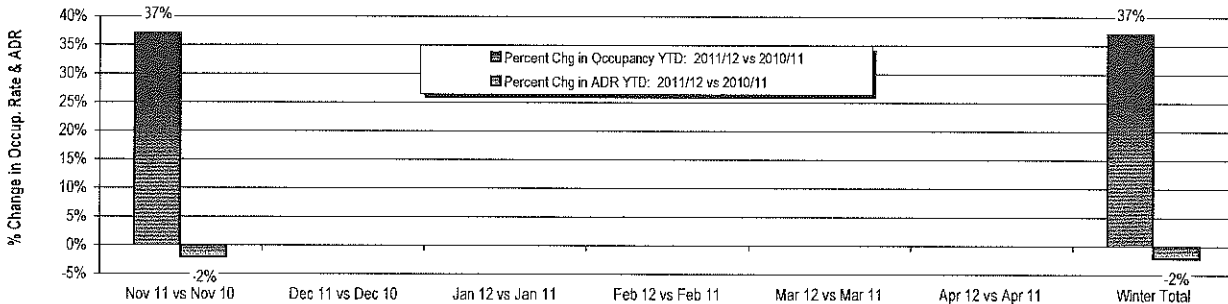 37%
37%
40%
35%
30%
25%
20%
15%
10%
5%
0%
-5%
% Change in Occup. Rate & ADR
Percent Chg in Occupancy YTD: 2011/12 vs 2010/11
Percent Chg in ADR YTD: 2011/12 vs 2010/11
-2%
-2%
Nov 11 vs Nov 10
Dec 11 vs Dec 10
Jan 12 vs Jan 11
Feb 12 vs Feb 11
Mar 12 vs Mar 11
Apr 12 vs Apr 11
Winter Total